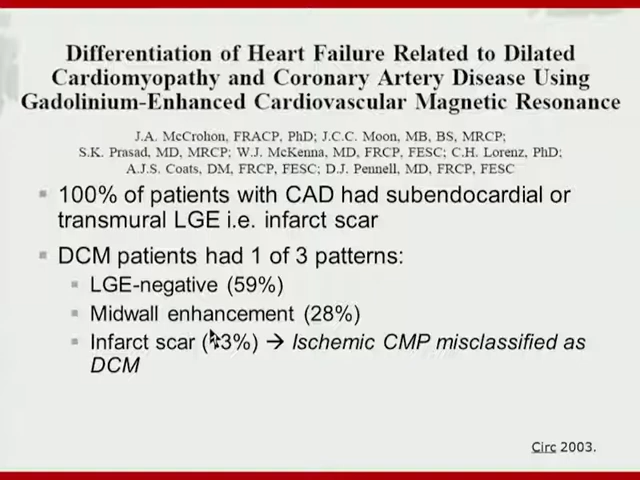 Differentiation of Heart Failure Related to Dilated
Cardiomyopathy and Coronary Artery Disease Using
Gadolinium-Enhanced Cardiovascular Magnetic Resonance
J.A. McCrohon, FRACP, PhD; J.C.C. Moon, MB, BS, MRCP;
S.K. Prasad, MD, MRCP; W.J. McKenna, MD, FRCP, FESC; C.H. Lorenz, PhD;
A.J.S. Coats, DM, FRCP, FESC; D.J. Pennell, MD, FRCP, FESC
100% of patients with CAD had subendocardial or
transmural LGE i.e. infarct scar
DCM patients had 1 of 3 patterns:
LGE-negative (59%)
Midwall enhancement (28%)
Infarct scar (13%) → Ischemic CMP misclassified as
DCM
Circ 2003.